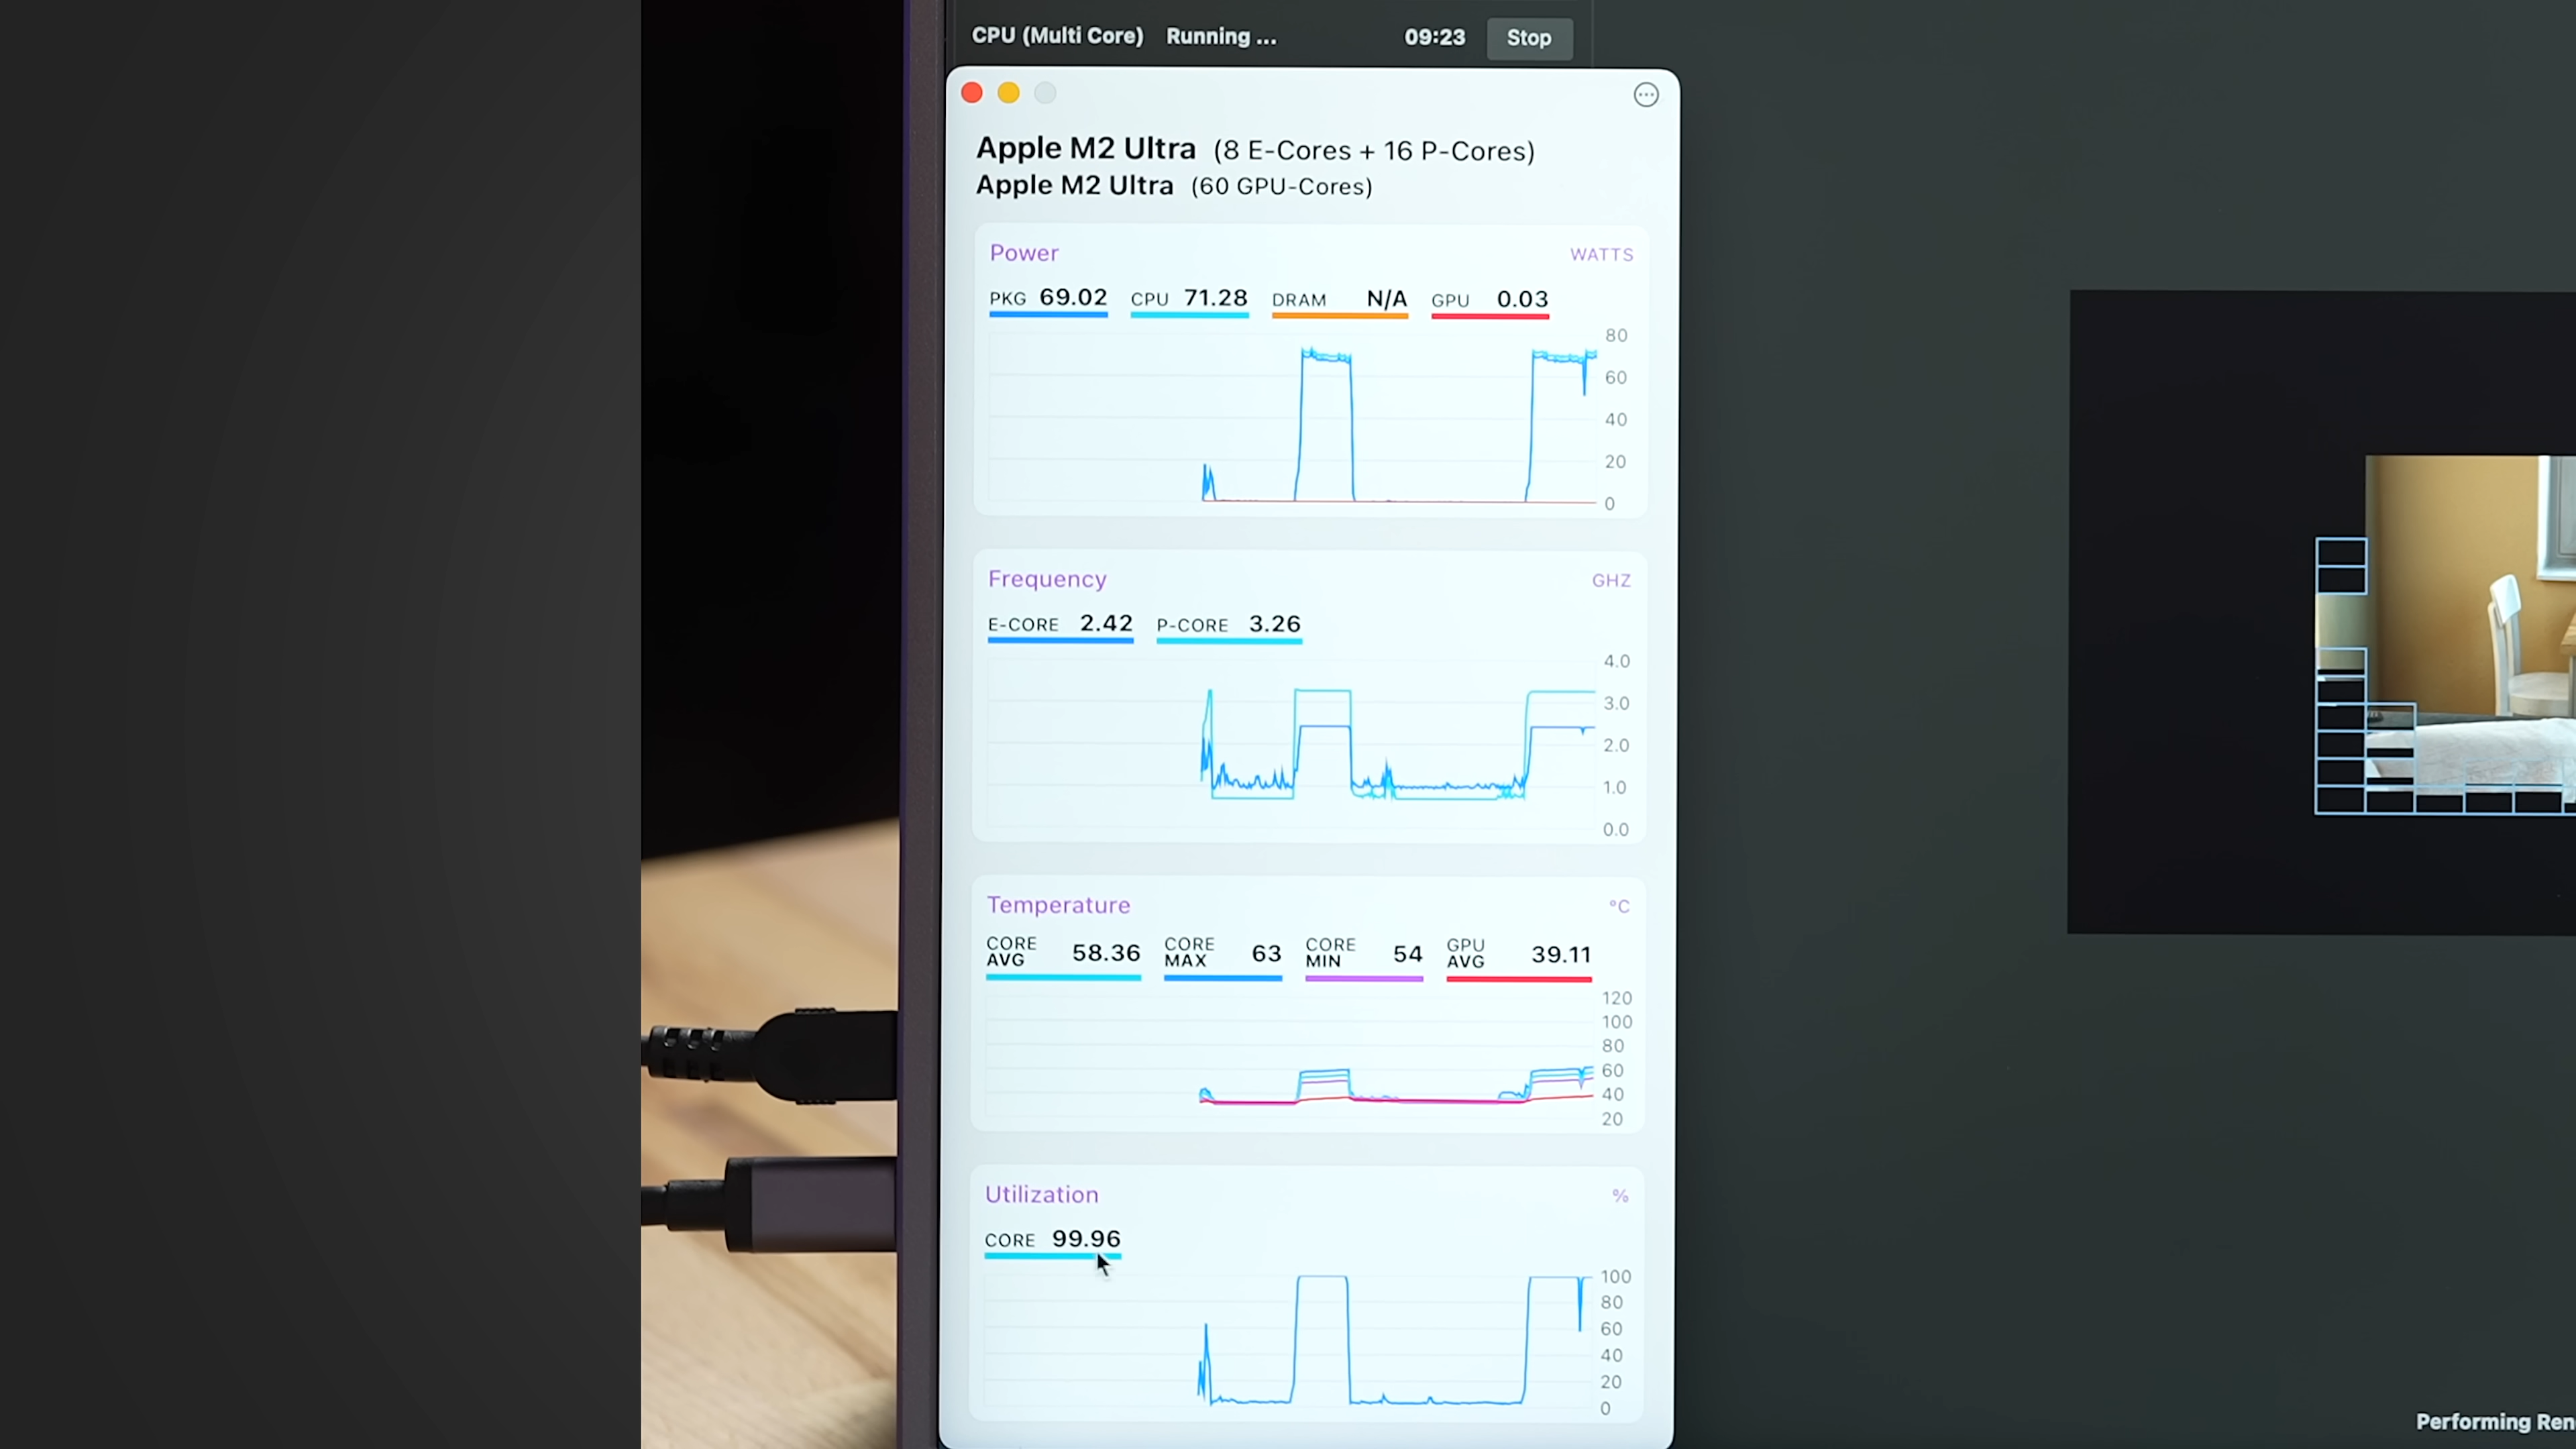 CPU (Multi Core) Running ... 09:23 Stop
Apple M2 Ultra (8 E-Cores + 16 P-Cores)
Apple M2 Ultra (60 GPU-Cores)
Power WATTS
PKG 69.02 CPU 71.28 DRAM N/A GPU 0.03
80
60
40
20
0
Frequency GHZ
E-CORE 2.42 P-CORE 3.26
4.0
3.0
2.0
1.0
0.0
Temperature °C
CORE AVG 58.36 CORE MAX 63 CORE MIN 54 GPU AVG 39.11
120
100
80
60
40
20
Utilization %
CORE 99.96
100
80
60
40
20
0
Performing Ren